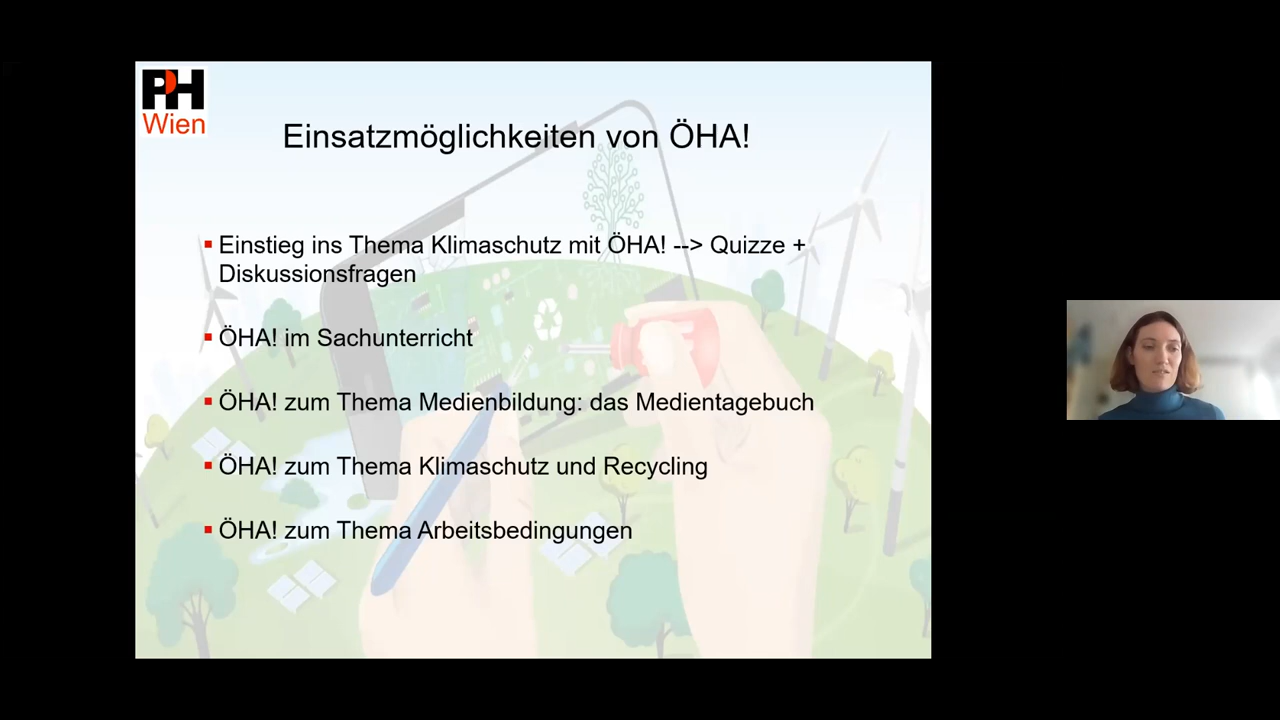 PH
Wien
Einsatzmöglichkeiten von ÖHA!
▪ Einstieg ins Thema Klimaschutz mit ÖHA! --> Quizze +
Diskussionsfragen
▪ ÖHA! im Sachunterricht
▪ ÖHA! zum Thema Medienbildung: das Medientagebuch
▪ ÖHA! zum Thema Klimaschutz und Recycling
▪ ÖHA! zum Thema Arbeitsbedingungen